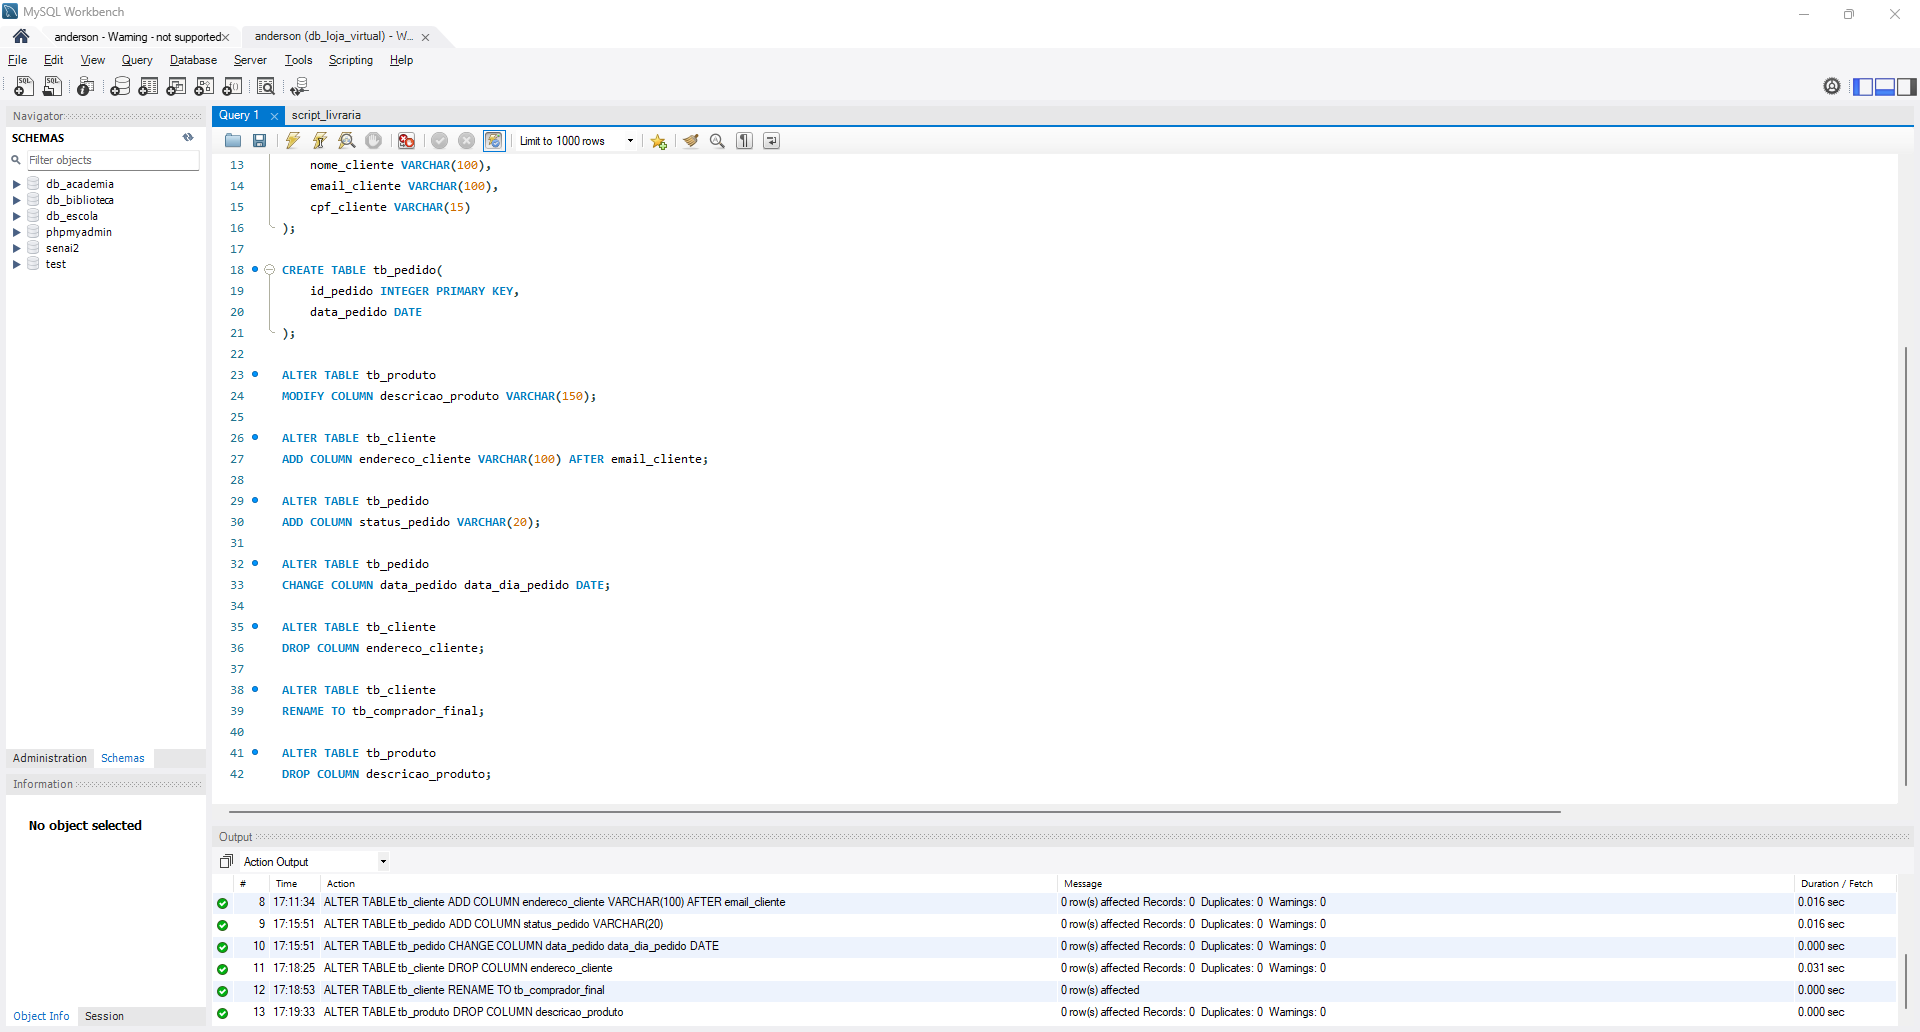 MySQL Workbench
anderson - Warning - not supported
anderson (db_loja_virtual) - W...
File Edit View Query Database Server Tools Scripting Help
Navigator
SCHEMAS
Filter objects
db_academia
db_biblioteca
db_escola
phpmyadmin
senai2
test
Administration Schemas
Information
No object selected
Object Info Session
Query 1 script_livraria
Limit to 1000 rows
13 nome_cliente VARCHAR(100),
14 email_cliente VARCHAR(100),
15 cpf_cliente VARCHAR(15)
16 );
17
18 CREATE TABLE tb_pedido(
19 id_pedido INTEGER PRIMARY KEY,
20 data_pedido DATE
21 );
22
23 ALTER TABLE tb_produto
24 MODIFY COLUMN descricao_produto VARCHAR(150);
25
26 ALTER TABLE tb_cliente
27 ADD COLUMN endereco_cliente VARCHAR(100) AFTER email_cliente;
28
29 ALTER TABLE tb_pedido
30 ADD COLUMN status_pedido VARCHAR(20);
31
32 ALTER TABLE tb_pedido
33 CHANGE COLUMN data_pedido data_dia_pedido DATE;
34
35 ALTER TABLE tb_cliente
36 DROP COLUMN endereco_cliente;
37
38 ALTER TABLE tb_cliente
39 RENAME TO tb_comprador_final;
40
41 ALTER TABLE tb_produto
42 DROP COLUMN descricao_produto;
Output
Action Output
# Time Action Message Duration / Fetch
8 17:11:34 ALTER TABLE tb_cliente ADD COLUMN endereco_cliente VARCHAR(100) AFTER email_cliente 0 row(s) affected Records: 0 Duplicates: 0 Warnings: 0 0.016 sec
9 17:15:51 ALTER TABLE tb_pedido ADD COLUMN status_pedido VARCHAR(20) 0 row(s) affected Records: 0 Duplicates: 0 Warnings: 0 0.016 sec
10 17:15:51 ALTER TABLE tb_pedido CHANGE COLUMN data_pedido data_dia_pedido DATE 0 row(s) affected Records: 0 Duplicates: 0 Warnings: 0 0.000 sec
11 17:18:25 ALTER TABLE tb_cliente DROP COLUMN endereco_cliente 0 row(s) affected Records: 0 Duplicates: 0 Warnings: 0 0.031 sec
12 17:18:53 ALTER TABLE tb_cliente RENAME TO tb_comprador_final 0 row(s) affected 0.000 sec
13 17:19:33 ALTER TABLE tb_produto DROP COLUMN descricao_produto 0 row(s) affected Records: 0 Duplicates: 0 Warnings: 0 0.000 sec